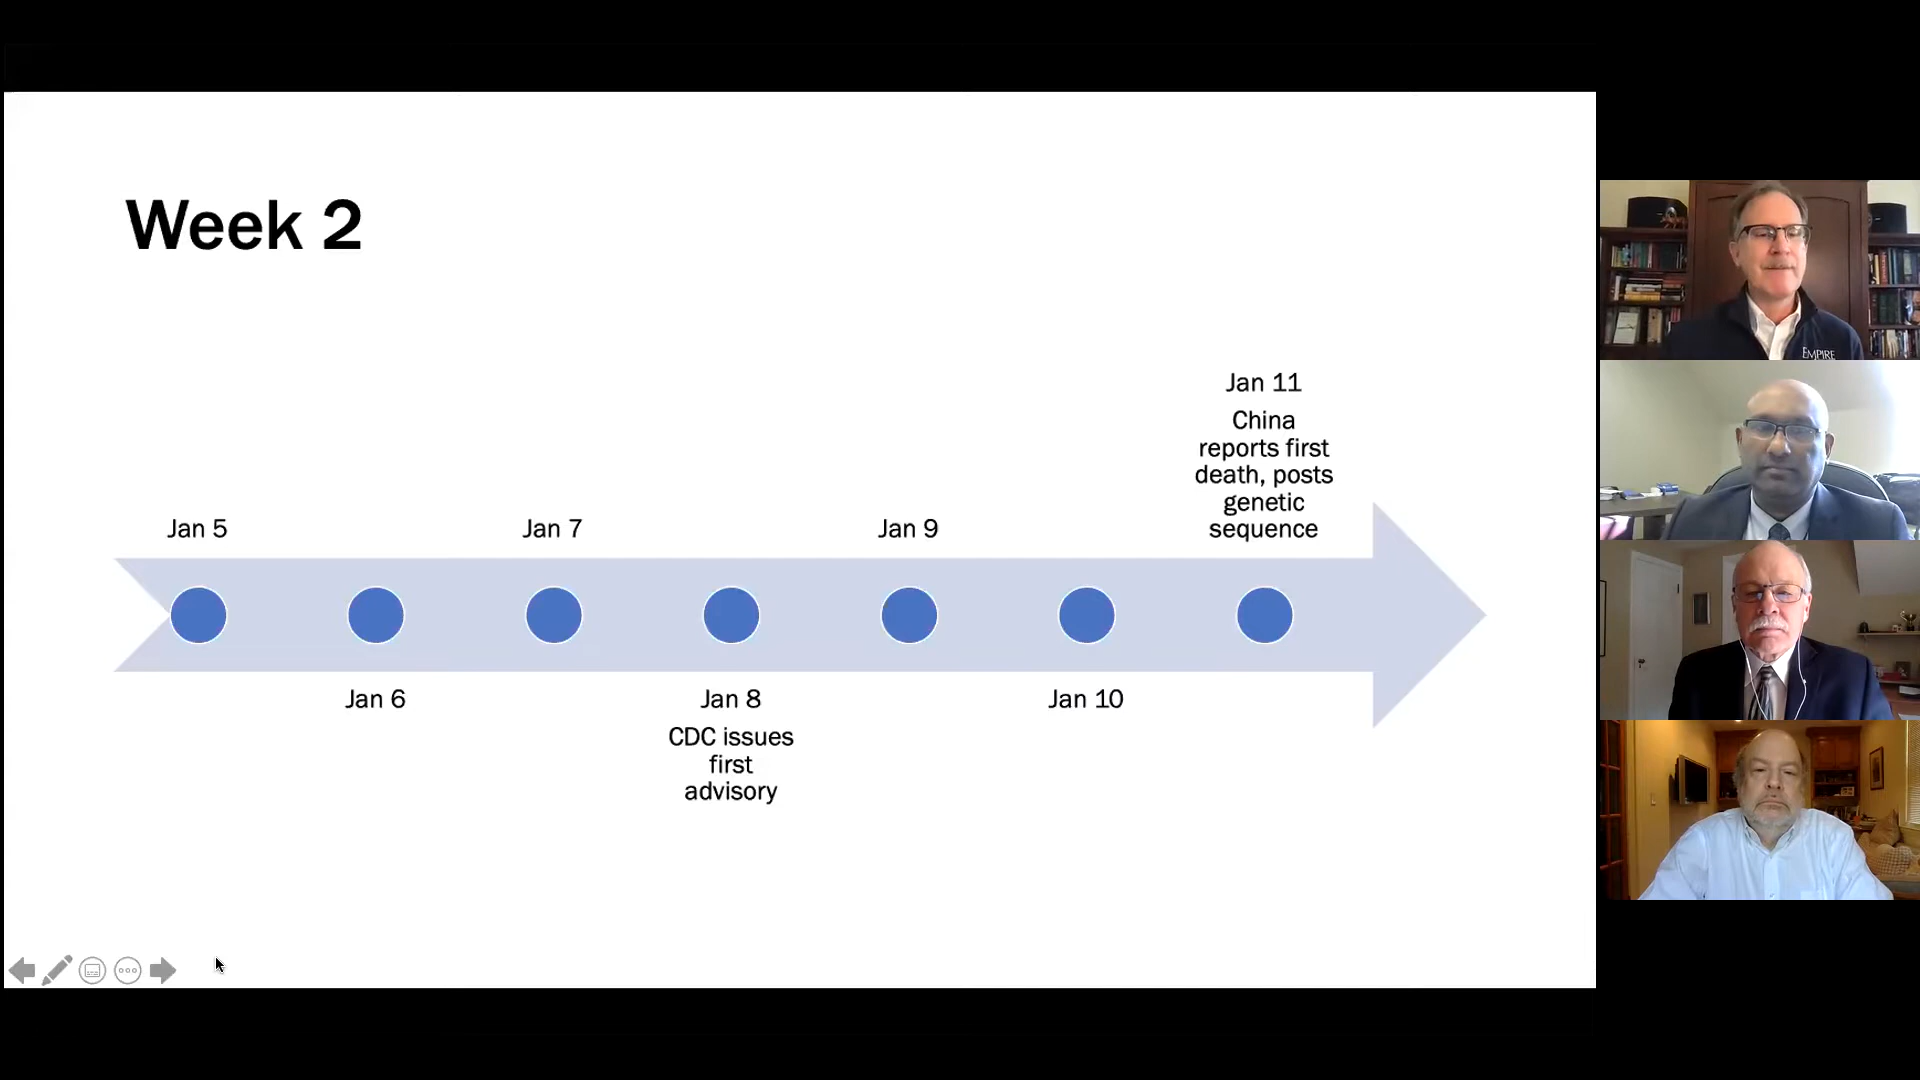 Week 2
Jan 5
Jan 6
Jan 7
Jan 8
CDC issues
first
advisory
Jan 9
Jan 10
Jan 11
China
reports first
death, posts
genetic
sequence
EMPIRE